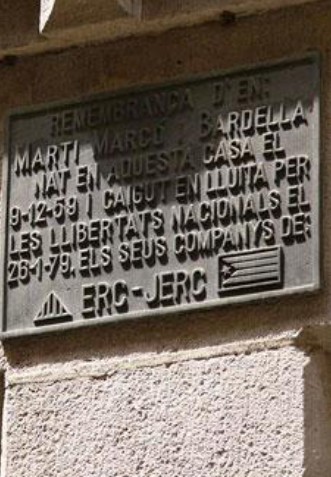 REMEMBRANÇA D'EN:
MARTI MARCÓ I BARDELLA
NAT EN AQUESTA CASA EL
9-12-59 I CAIGUT EN LLUITA PER
LES LLIBERTATS NACIONALS EL
26-1-79. ELS SEUS COMPANYS DE:
ERC-JERC